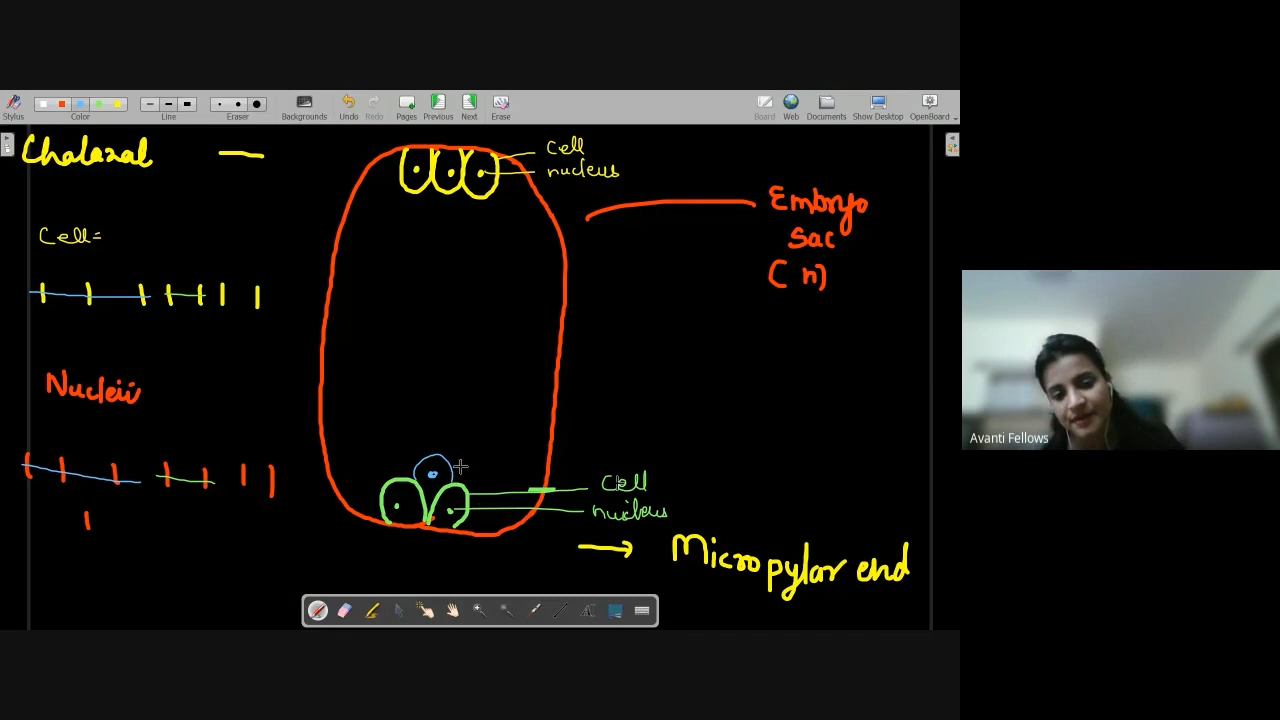 Stylus
Color
Line
Eraser
Backgrounds
Undo
Redo
Pages
Previous
Next
Erase
Board
Web
Documents
Show Desktop
OpenBoard
Chalazal —
cell
nucleus
Embryo
Sac
(n)
Cell=
Nucleii
cell
nucleus
→ Micropylar end
Avanti Fellows